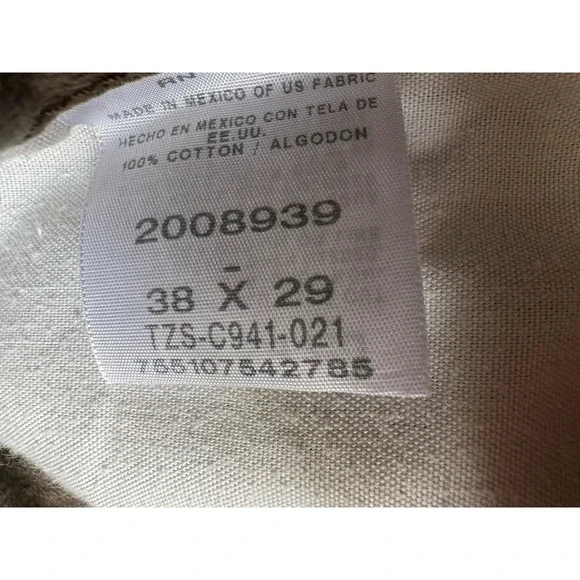 RN
MADE IN MEXICO OF US FABRIC
HECHO EN MEXICO CON TELA DE
EE.UU.
100% COTTON / ALGODON
2008939
-
38 X 29
TZS-C941-021
755107542785